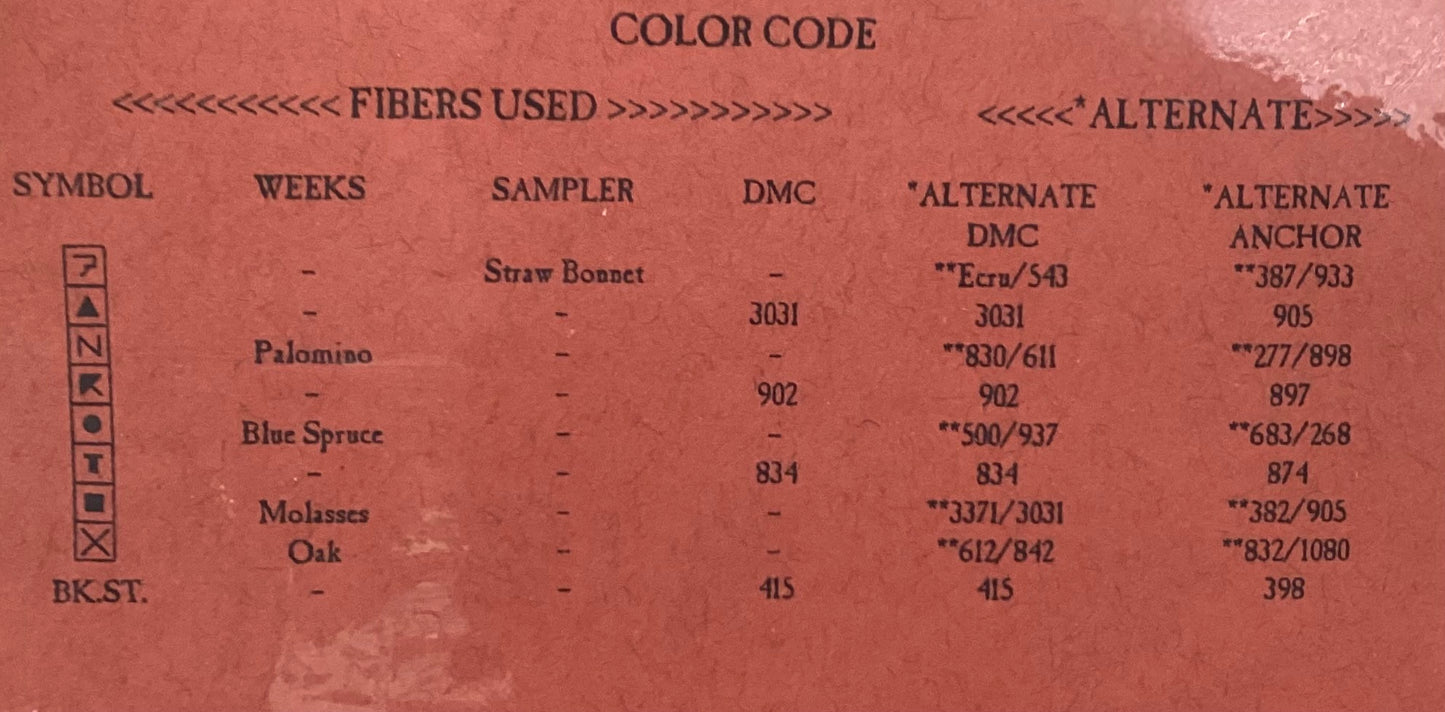 COLOR CODE
<<<<<<<<<<< FIBERS USED >>>>>>>>>>> <<<<<*ALTERNATE>>>>>
SYMBOL WEEKS SAMPLER DMC *ALTERNATE DMC *ALTERNATE ANCHOR
ア - Straw Bonnet - **Ecru/543 **387/933
▲ - - 3031 3031 905
N Palomino - - **830/611 **277/898
◤ - - 902 902 897
● Blue Spruce - - **500/937 **683/268
T - - 834 834 874
■ Molasses - - **3371/3031 **382/905
X Oak - - **612/842 **832/1080
BK.ST. - - 415 415 398